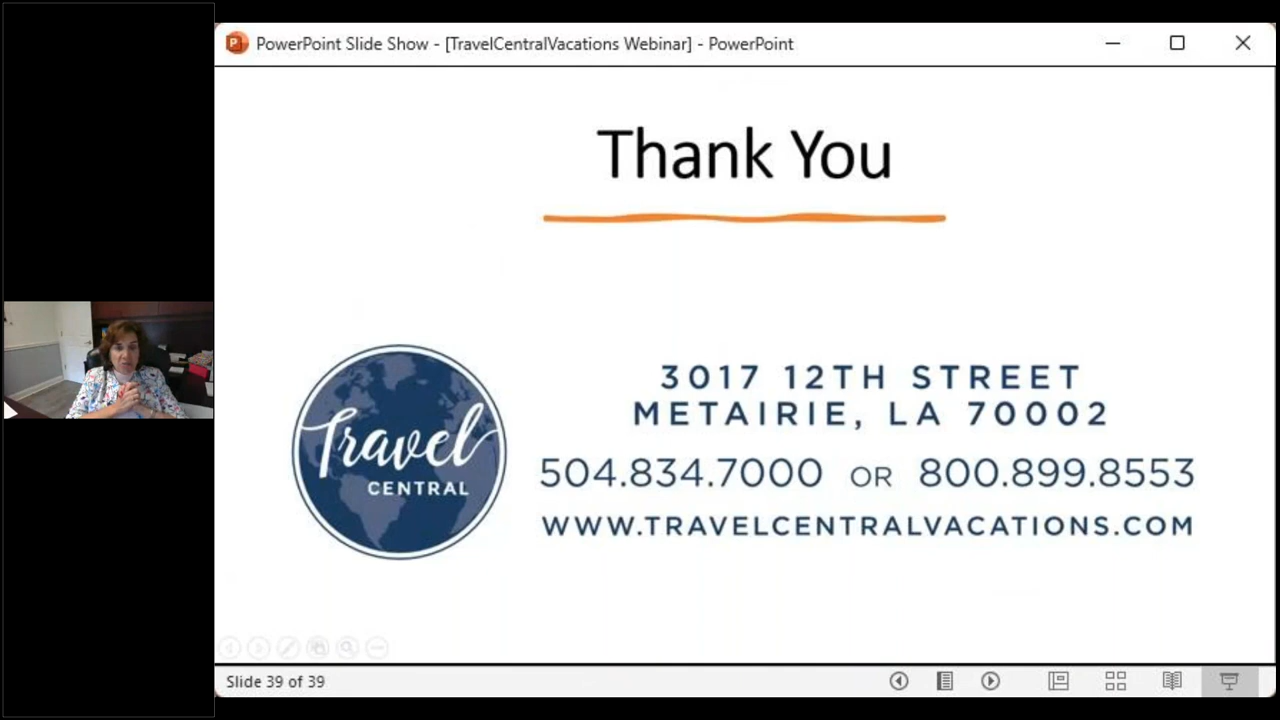 PowerPoint Slide Show - [TravelCentralVacations Webinar] - PowerPoint
Thank You
Travel
CENTRAL
3017 12TH STREET
METAIRIE, LA 70002
504.834.7000 OR 800.899.8553
WWW.TRAVELCENTRALVACATIONS.COM
Slide 39 of 39